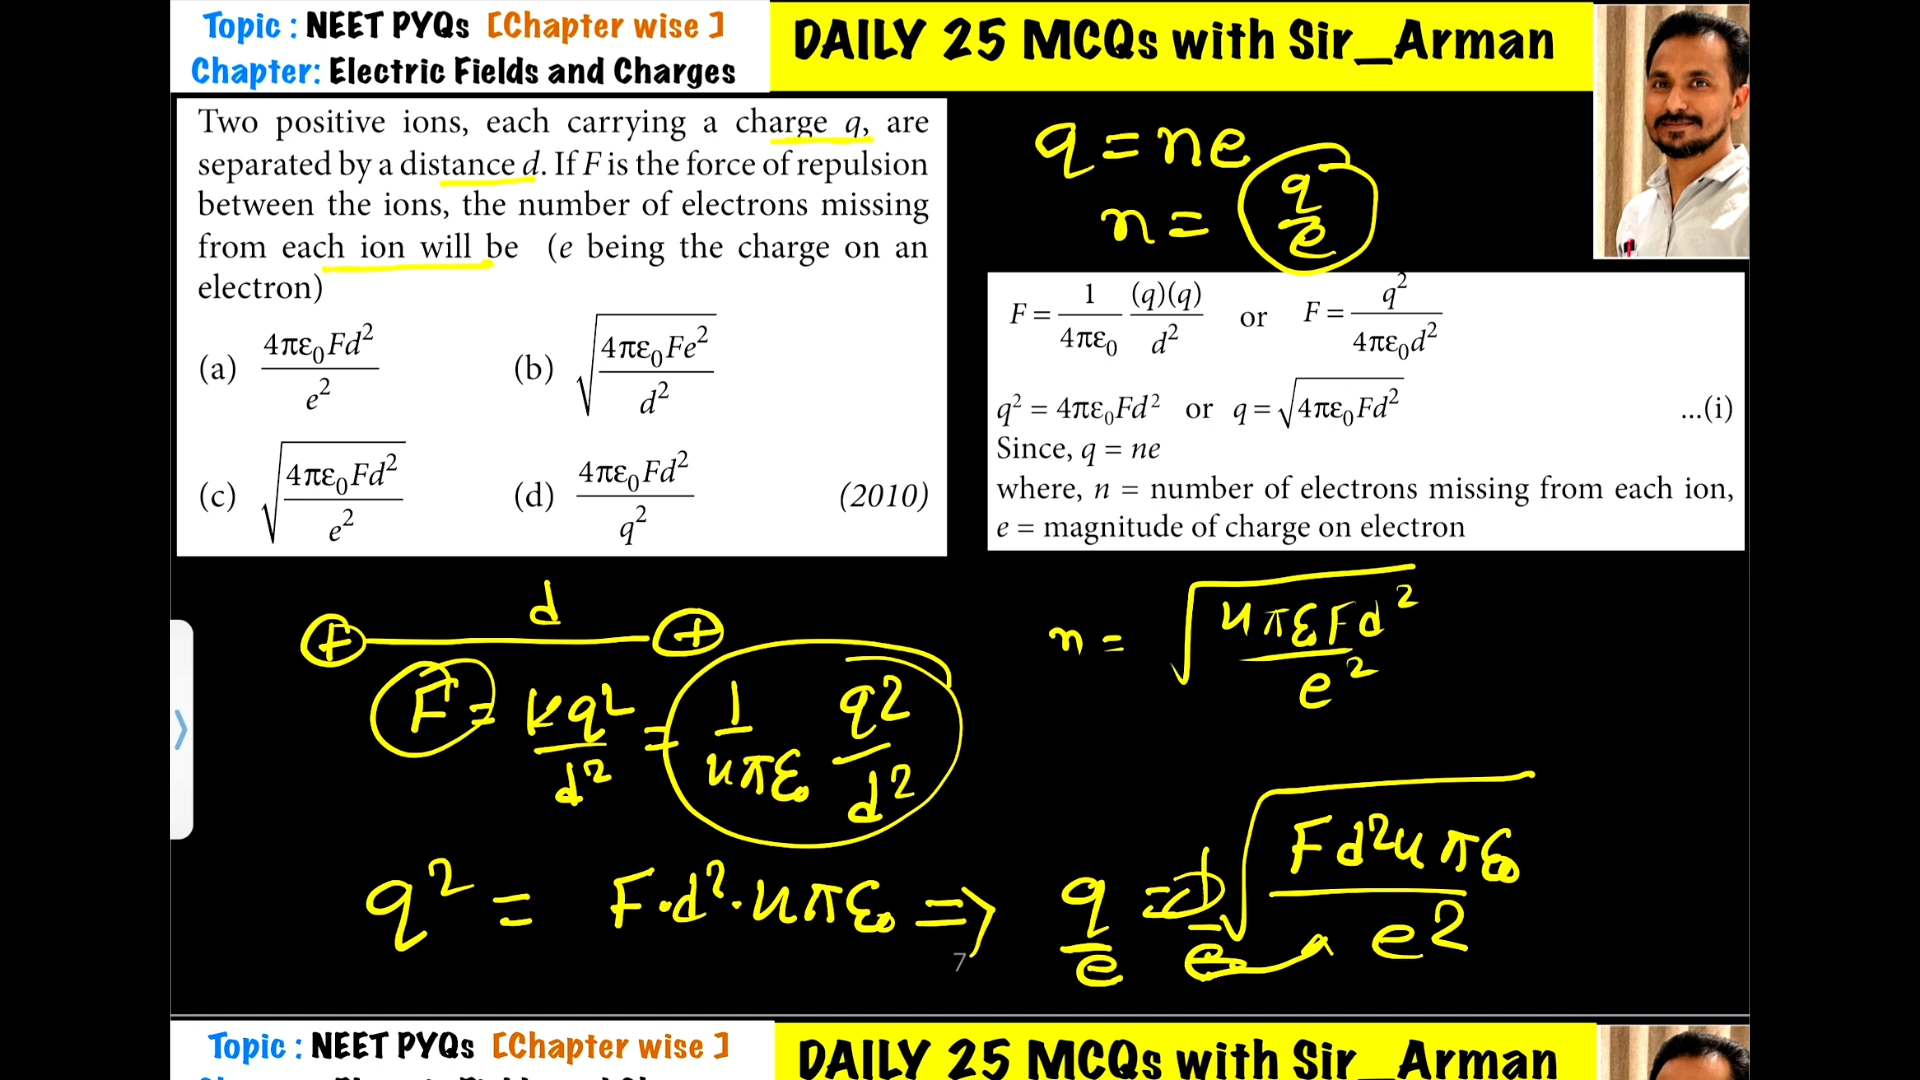 Topic : NEET PYQs [Chapter wise ]
Chapter: Electric Fields and Charges
DAILY 25 MCQs with Sir_Arman
Two positive ions, each carrying a charge q, are
separated by a distance d. If F is the force of repulsion
between the ions, the number of electrons missing
from each ion will be (e being the charge on an
electron)
(a) 4πε₀Fd²/e² (b) √(4πε₀Fe²/d²)
(c) √(4πε₀Fd²/e²) (d) 4πε₀Fd²/q² (2010)
q = ne
n = q/e
F = 1/4πε₀ (q)(q)/d² or F = q²/4πε₀d²
q² = 4πε₀Fd² or q = √4πε₀Fd² ...(i)
Since, q = ne
where, n = number of electrons missing from each ion,
e = magnitude of charge on electron
d
+ +
F = kq²/d² = 1/4πε₀ q²/d²
q² = F·d²·4πε₀ ⇒ q/e = 1/e √(Fd²4πε₀/e²)
n = √(4πεFd²/e²)
7
Topic : NEET PYQs [Chapter wise ]
DAILY 25 MCQs with Sir_Arman